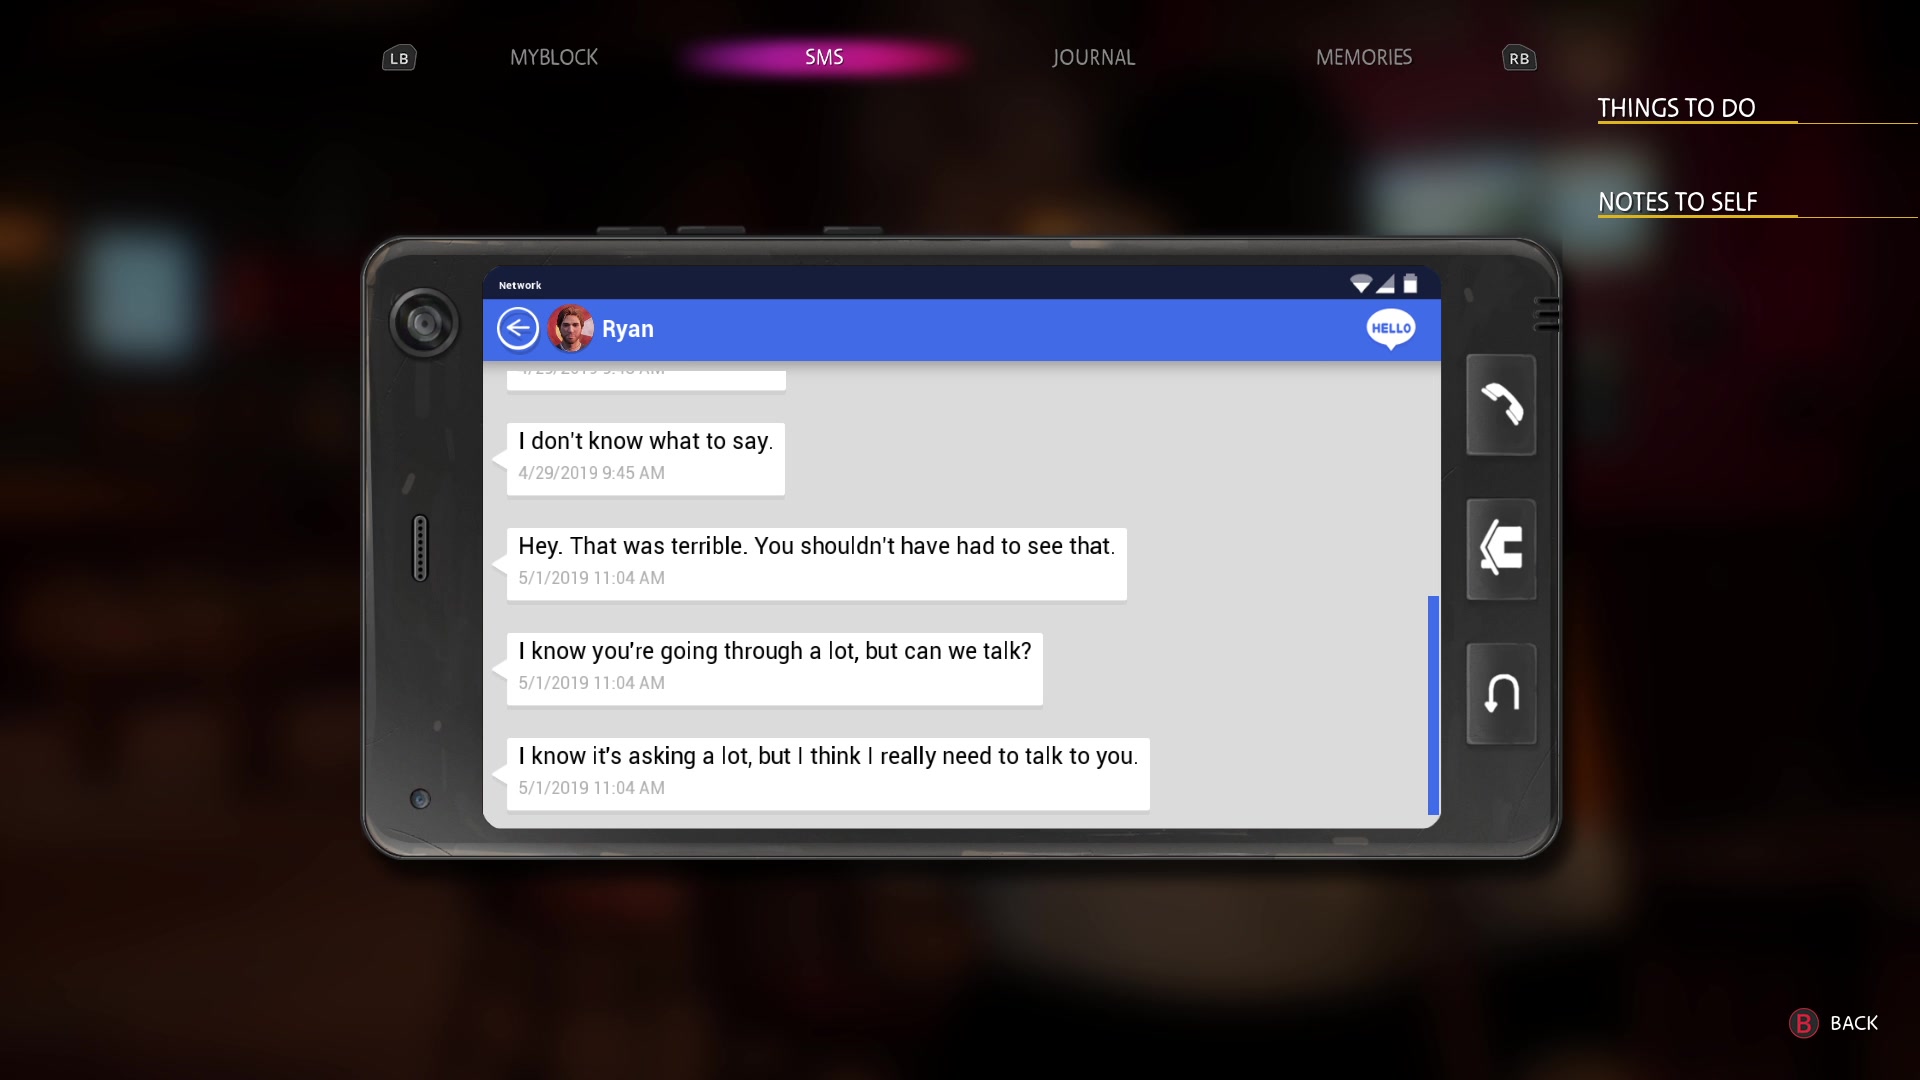 LB
MYBLOCK
SMS
JOURNAL
MEMORIES
RB
THINGS TO DO
NOTES TO SELF
Network
Ryan
HELLO
I don't know what to say.
4/29/2019 9:45 AM
Hey. That was terrible. You shouldn't have had to see that.
5/1/2019 11:04 AM
I know you're going through a lot, but can we talk?
5/1/2019 11:04 AM
I know it's asking a lot, but I think I really need to talk to you.
5/1/2019 11:04 AM
B BACK